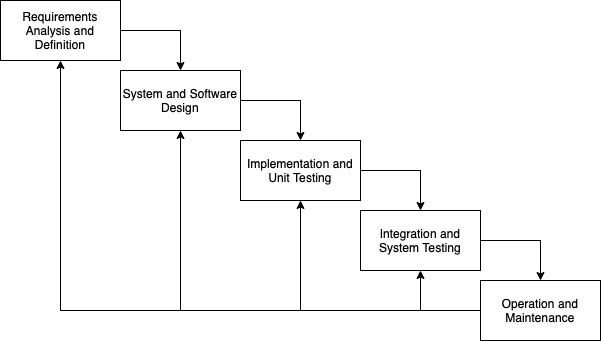 Requirements
Analysis and
Definition
System and Software
Design
Implementation and
Unit Testing
Integration and
System Testing
Operation and
Maintenance